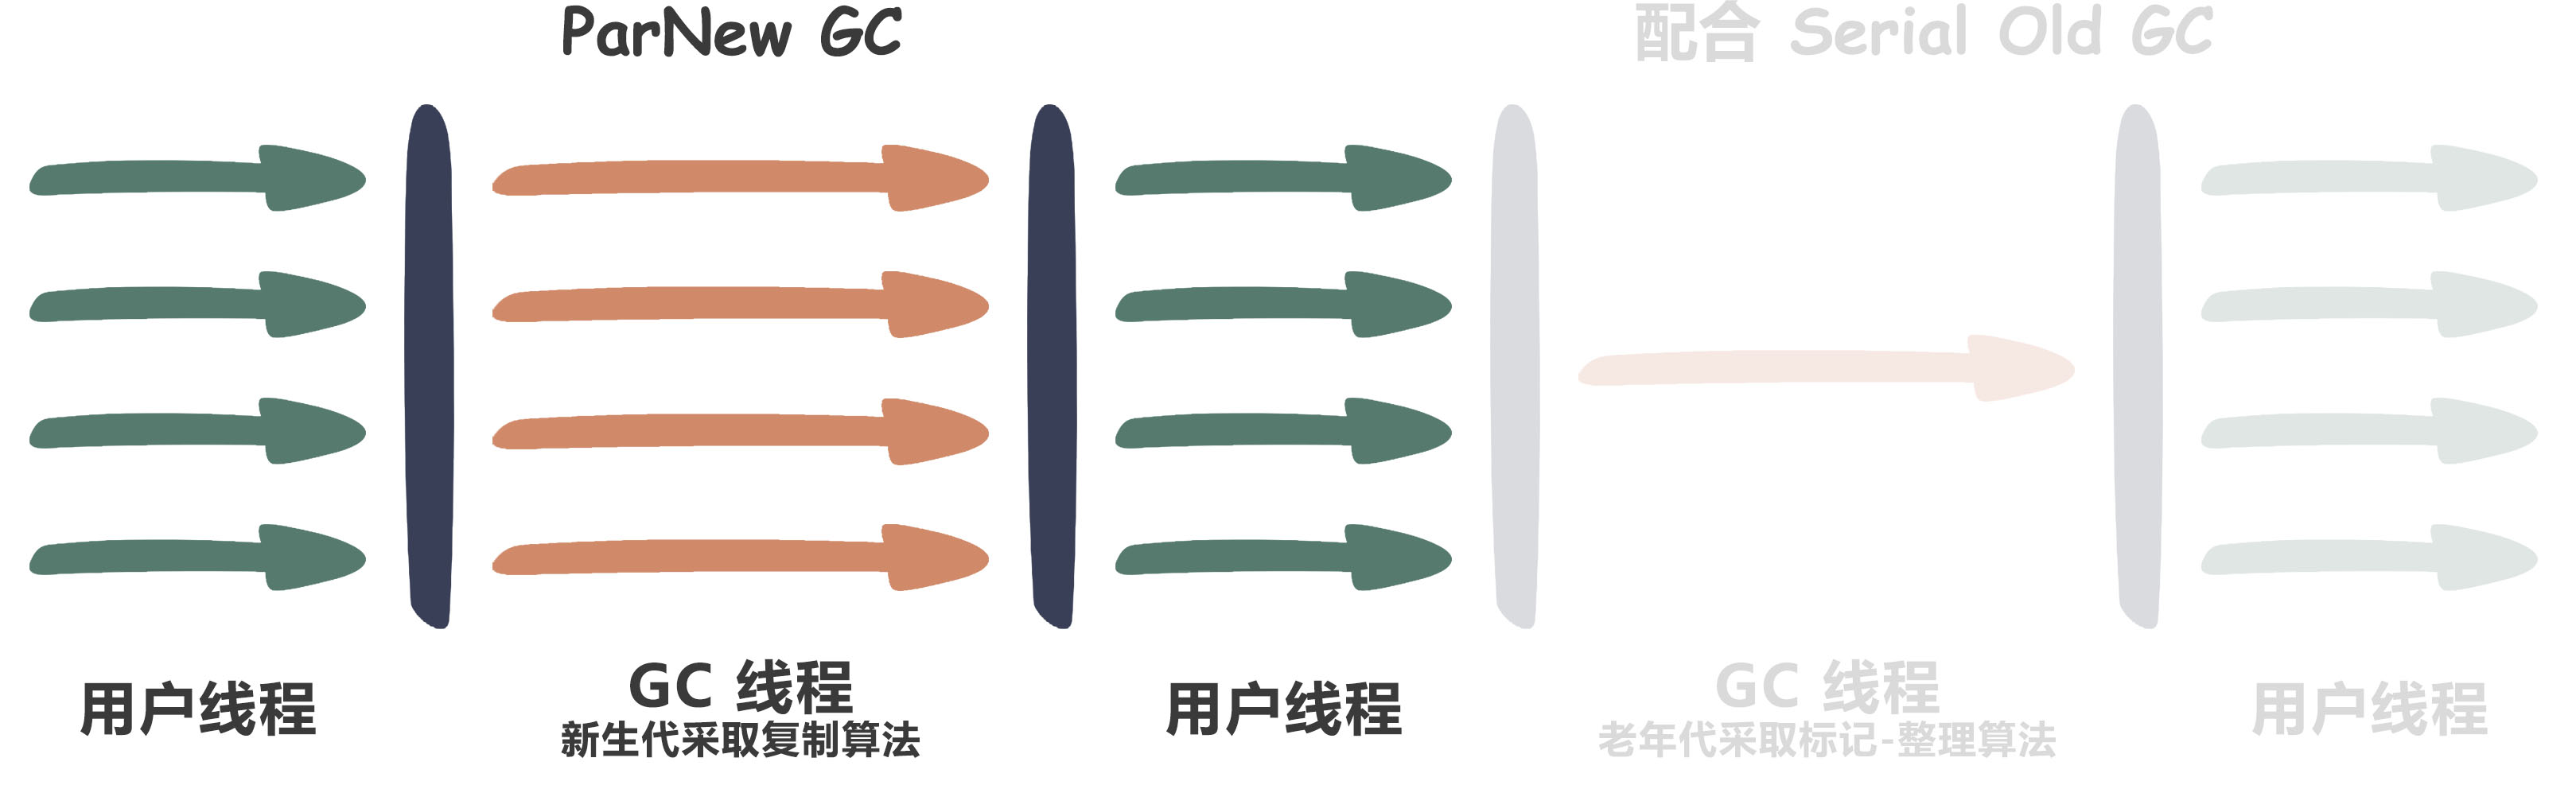 ParNew GC
配合 Serial Old GC
用户线程
GC 线程
新生代采取复制算法
用户线程
GC 线程
老年代采取标记-整理算法
用户线程